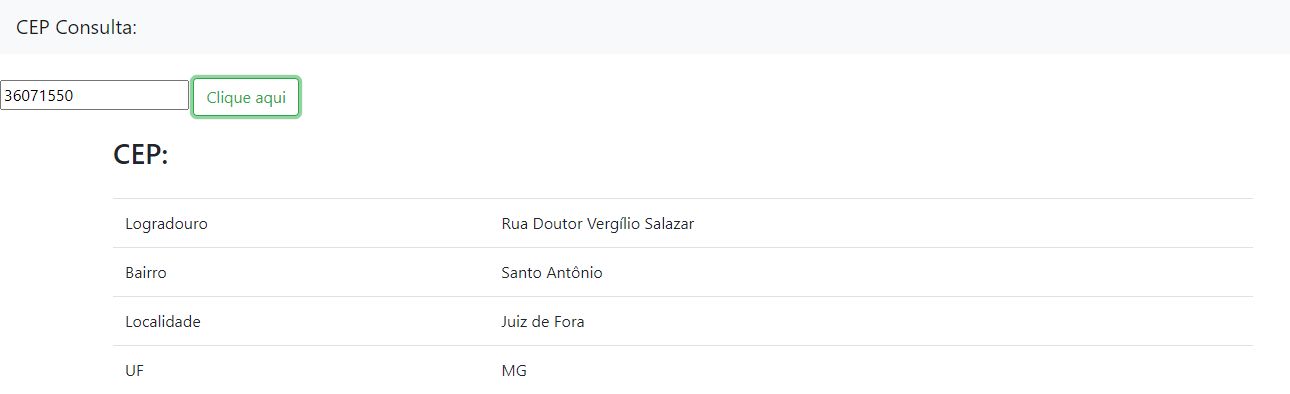 CEP Consulta:
36071550 Clique aqui
CEP:
Logradouro Rua Doutor Vergílio Salazar
Bairro Santo Antônio
Localidade Juiz de Fora
UF MG